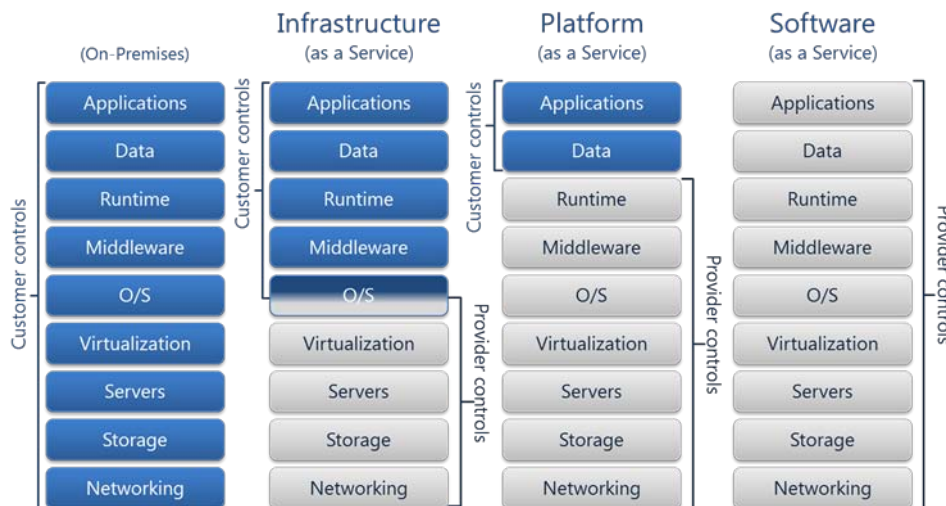 Infrastructure
Platform
Software
(On-Premises)
(as a Service)
(as a Service)
(as a Service)
Customer controls
Applications
Data
Runtime
Middleware
O/S
Virtualization
Servers
Storage
Networking
Customer controls
Applications
Data
Runtime
Middleware
O/S
Virtualization
Servers
Storage
Networking
Provider controls
Customer controls
Applications
Data
Runtime
Middleware
O/S
Virtualization
Servers
Storage
Networking
Provider controls
Applications
Data
Runtime
Middleware
O/S
Virtualization
Servers
Storage
Networking
Provider controls